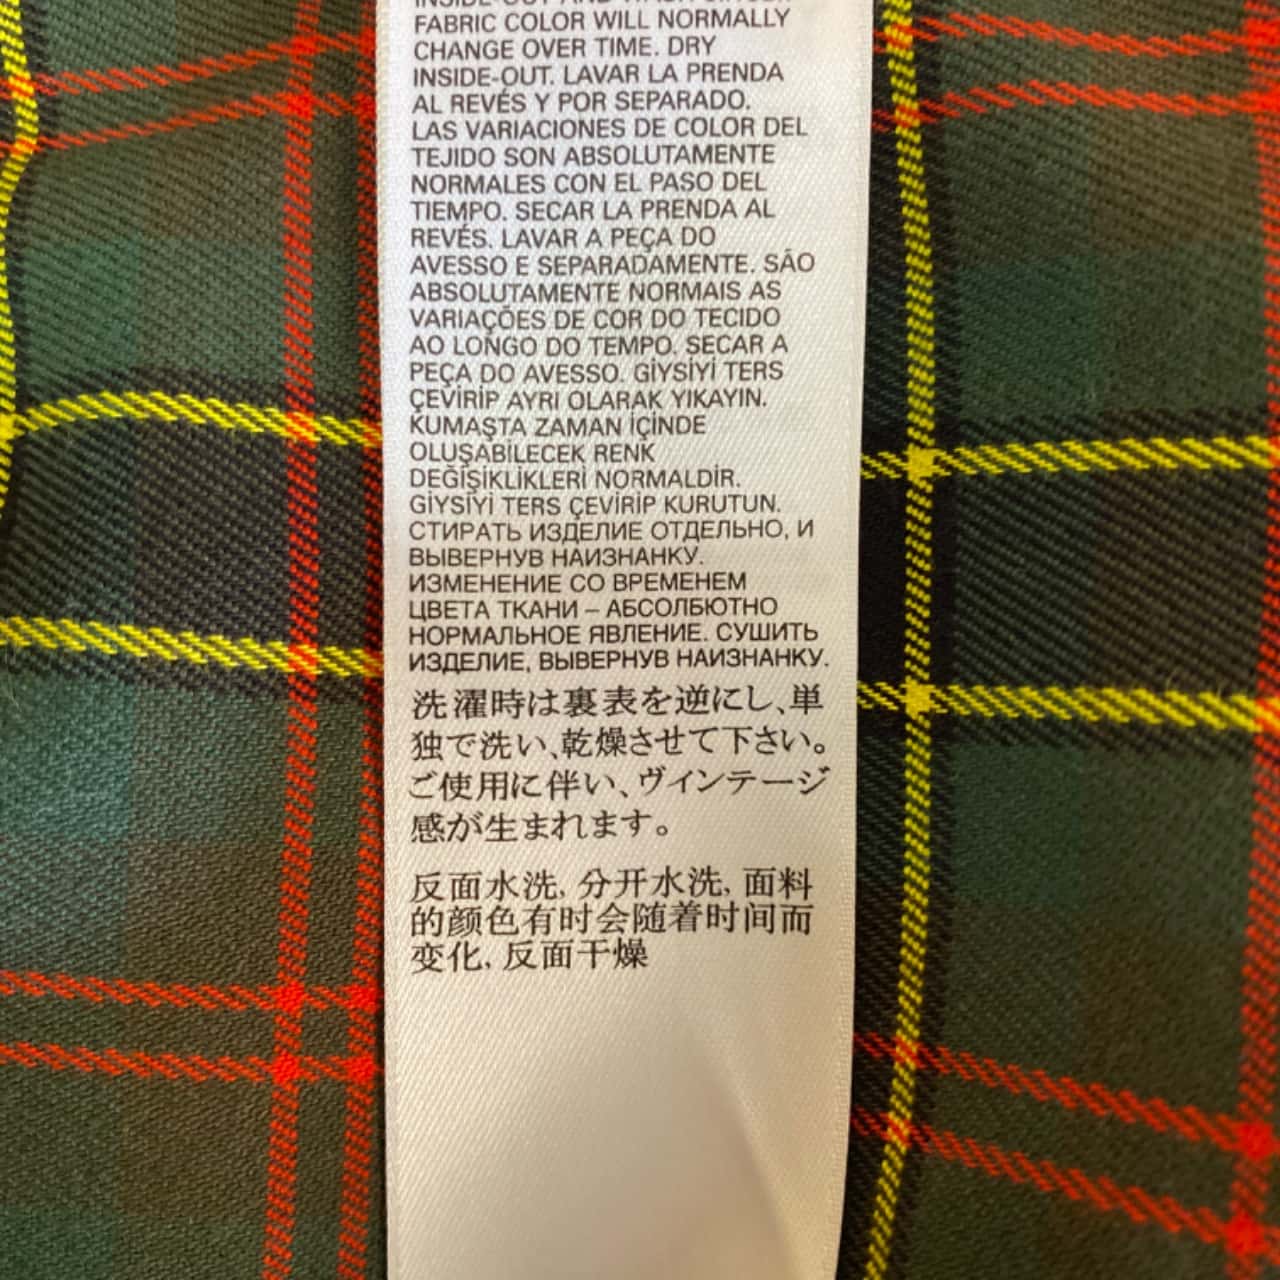 INSIDE-OUT AND WASH
FABRIC COLOR WILL NORMALLY
CHANGE OVER TIME. DRY
INSIDE-OUT. LAVAR LA PRENDA
AL REVÉS Y POR SEPARADO.
LAS VARIACIONES DE COLOR DEL
TEJIDO SON ABSOLUTAMENTE
NORMALES CON EL PASO DEL
TIEMPO. SECAR LA PRENDA AL
REVÉS. LAVAR A PEÇA DO
AVESSO E SEPARADAMENTE. SÃO
ABSOLUTAMENTE NORMAIS AS
VARIAÇÕES DE COR DO TECIDO
AO LONGO DO TEMPO. SECAR A
PEÇA DO AVESSO. GİYSİYİ TERS
ÇEVİRİP AYRI OLARAK YIKAYIN.
KUMAŞTA ZAMAN İÇİNDE
OLUŞABİLECEK RENK
DEĞİŞİKLİKLERİ NORMALDİR.
GİYSİYİ TERS ÇEVİRİP KURUTUN.
СТИРАТЬ ИЗДЕЛИЕ ОТДЕЛЬНО, И
ВЫВЕРНУВ НАИЗНАНКУ.
ИЗМЕНЕНИЕ СО ВРЕМЕНЕМ
ЦВЕТА ТКАНИ – АБСОЛБЮТНО
НОРМАЛЬНОЕ ЯВЛЕНИЕ. СУШИТЬ
ИЗДЕЛИЕ, ВЫВЕРНУВ НАИЗНАНКУ.
洗濯時は裏表を逆にし、単
独で洗い、乾燥させて下さい。
ご使用に伴い、ヴィンテージ
感が生まれます。
反面水洗, 分开水洗, 面料
的颜色有时会随着时间而
变化, 反面干燥